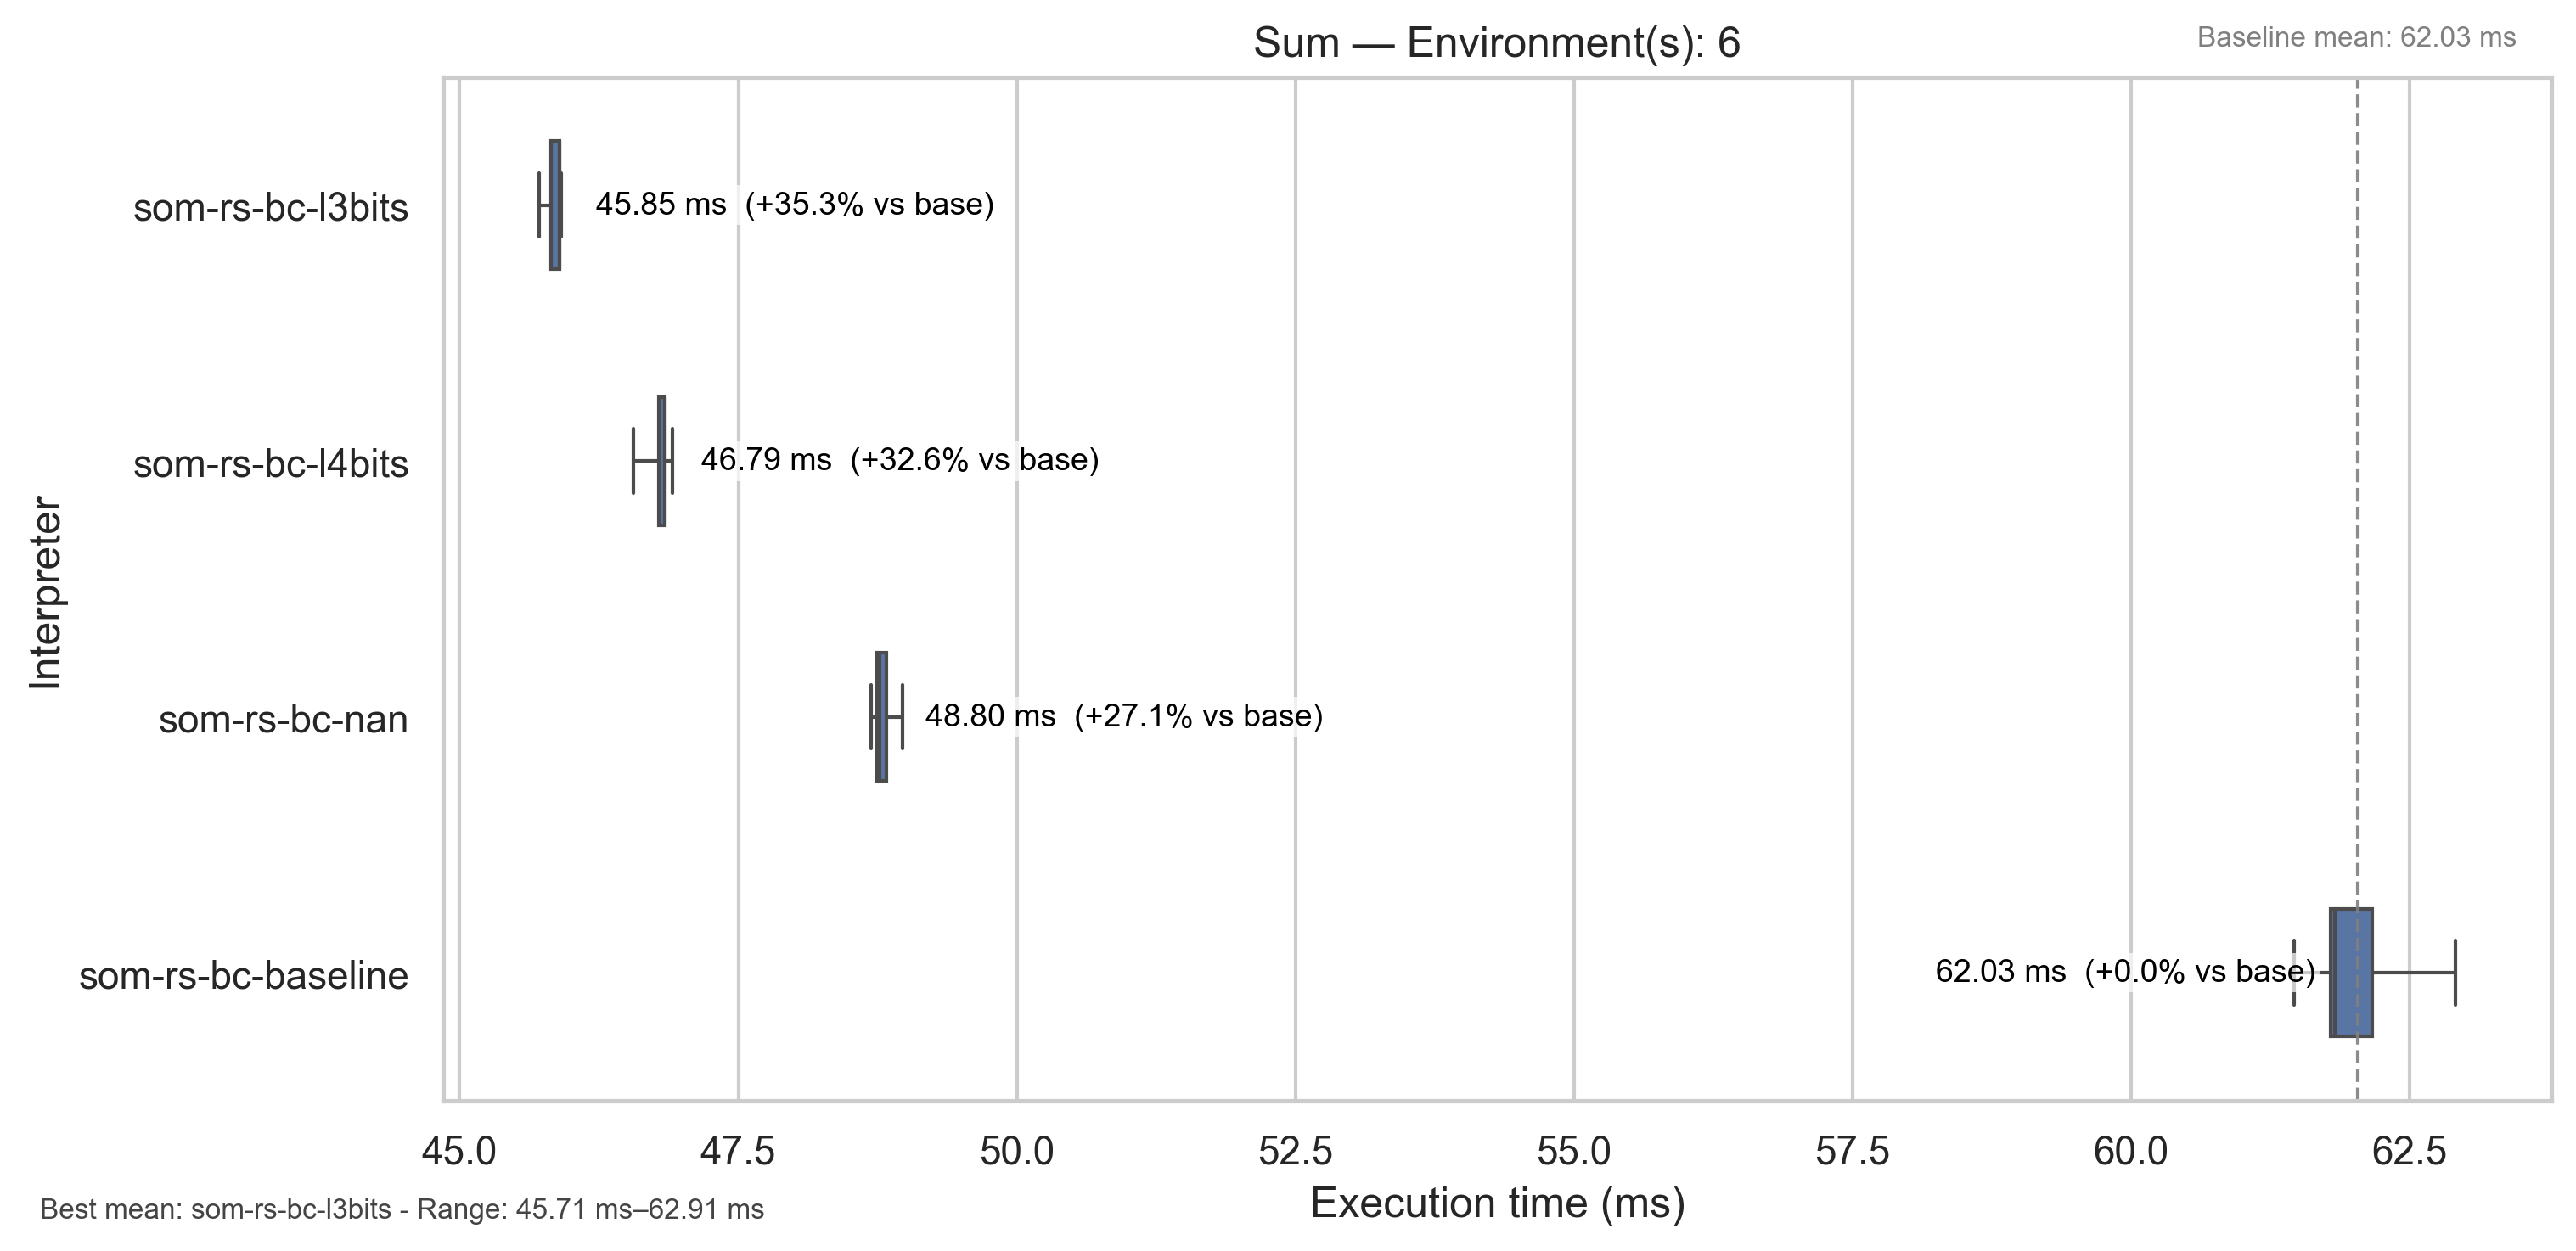 Sum — Environment(s): 6
Baseline mean: 62.03 ms
Interpreter
som-rs-bc-l3bits
45.85 ms  (+35.3% vs base)
som-rs-bc-l4bits
46.79 ms  (+32.6% vs base)
som-rs-bc-nan
48.80 ms  (+27.1% vs base)
som-rs-bc-baseline
62.03 ms  (+0.0% vs base)
45.0 47.5 50.0 52.5 55.0 57.5 60.0 62.5
Execution time (ms)
Best mean: som-rs-bc-l3bits - Range: 45.71 ms–62.91 ms